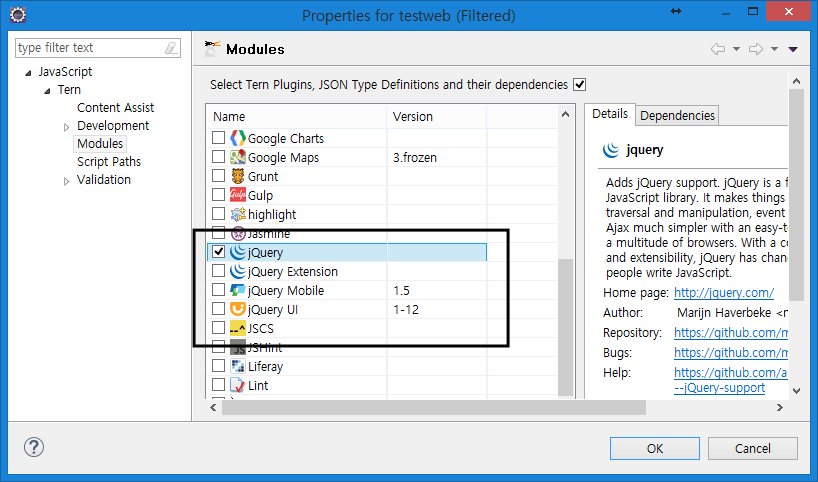 Properties for testweb (Filtered)
type filter text
JavaScript
Tern
Content Assist
Development
Modules
Script Paths
Validation
Modules
Select Tern Plugins, JSON Type Definitions and their dependencies
Name Version
Google Charts
Google Maps 3.frozen
Grunt
Gulp
highlight
Jasmine
jQuery
jQuery Extension
jQuery Mobile 1.5
jQuery UI 1-12
JSCS
JSHint
Liferay
Lint
Details Dependencies
jquery
Adds jQuery support. jQuery is a f
JavaScript library. It makes things
traversal and manipulation, event
Ajax much simpler with an easy-t
a multitude of browsers. With a c
and extensibility, jQuery has chan
people write JavaScript.
Home page: http://jquery.com/
Author: Marijn Haverbeke <n
Repository: https://github.com/m
Bugs: https://github.com/m
Help: https://github.com/a
--jQuery-support
OK Cancel